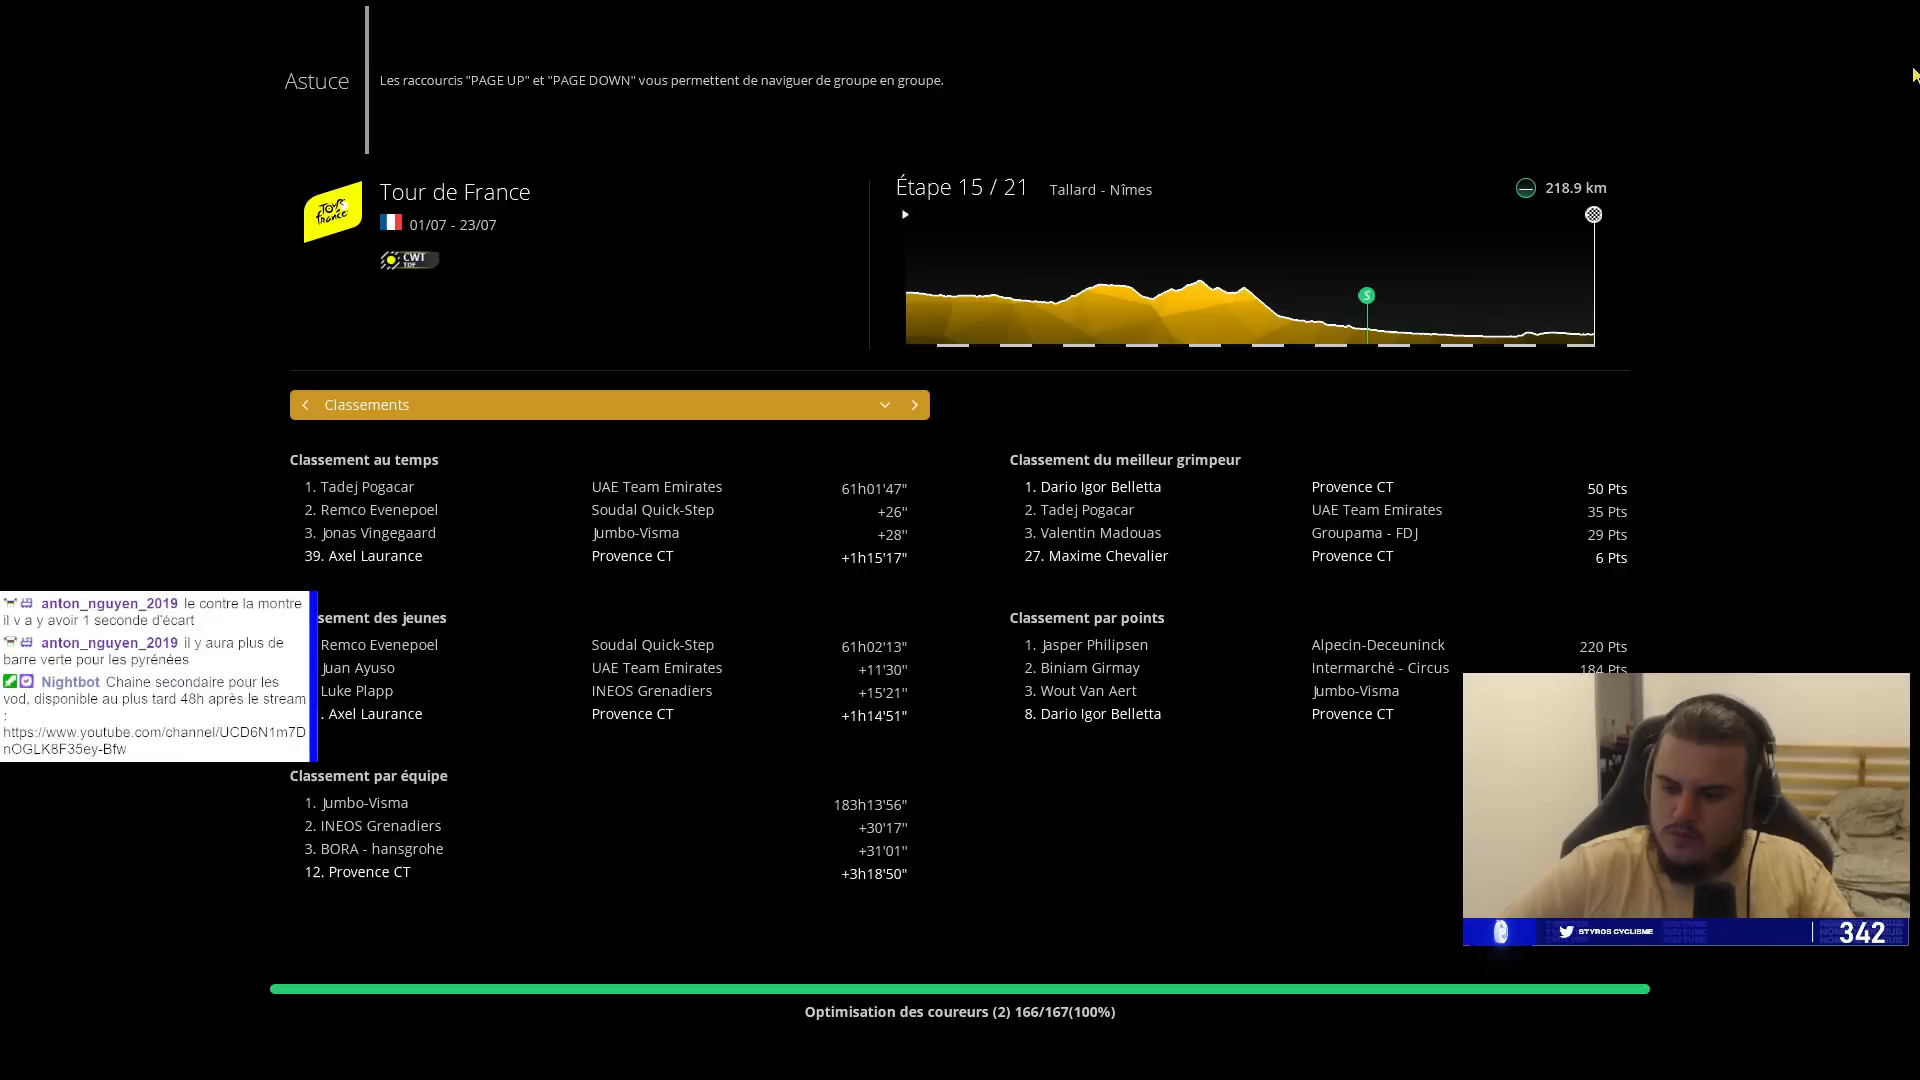 Astuce
Les raccourcis "PAGE UP" et "PAGE DOWN" vous permettent de naviguer de groupe en groupe.
Tour de France
01/07 - 23/07
CWT
TDF
Étape 15 / 21 Tallard - Nîmes
218.9 km
S
Classements
Classement au temps
1. Tadej Pogacar UAE Team Emirates 61h01'47"
2. Remco Evenepoel Soudal Quick-Step +26"
3. Jonas Vingegaard Jumbo-Visma +28"
39. Axel Laurance Provence CT +1h15'17"
Classement du meilleur grimpeur
1. Dario Igor Belletta Provence CT 50 Pts
2. Tadej Pogacar UAE Team Emirates 35 Pts
3. Valentin Madouas Groupama - FDJ 29 Pts
27. Maxime Chevalier Provence CT 6 Pts
sement des jeunes
Remco Evenepoel Soudal Quick-Step 61h02'13"
Juan Ayuso UAE Team Emirates +11'30"
Luke Plapp INEOS Grenadiers +15'21"
. Axel Laurance Provence CT +1h14'51"
Classement par points
1. Jasper Philipsen Alpecin-Deceuninck 220 Pts
2. Biniam Girmay Intermarché - Circus 184 Pts
3. Wout Van Aert Jumbo-Visma
8. Dario Igor Belletta Provence CT
Classement par équipe
1. Jumbo-Visma 183h13'56"
2. INEOS Grenadiers +30'17"
3. BORA - hansgrohe +31'01"
12. Provence CT +3h18'50"
anton_nguyen_2019 le contre la montre
il v a y avoir 1 seconde d'écart
anton_nguyen_2019 il y aura plus de
barre verte pour les pyrénées
Nightbot Chaine secondaire pour les
vod, disponible au plus tard 48h après le stream
:
https://www.youtube.com/channel/UCD6N1m7D
nOGLK8F35ey-Bfw
STYROS CYCLISME
342
Optimisation des coureurs (2) 166/167(100%)